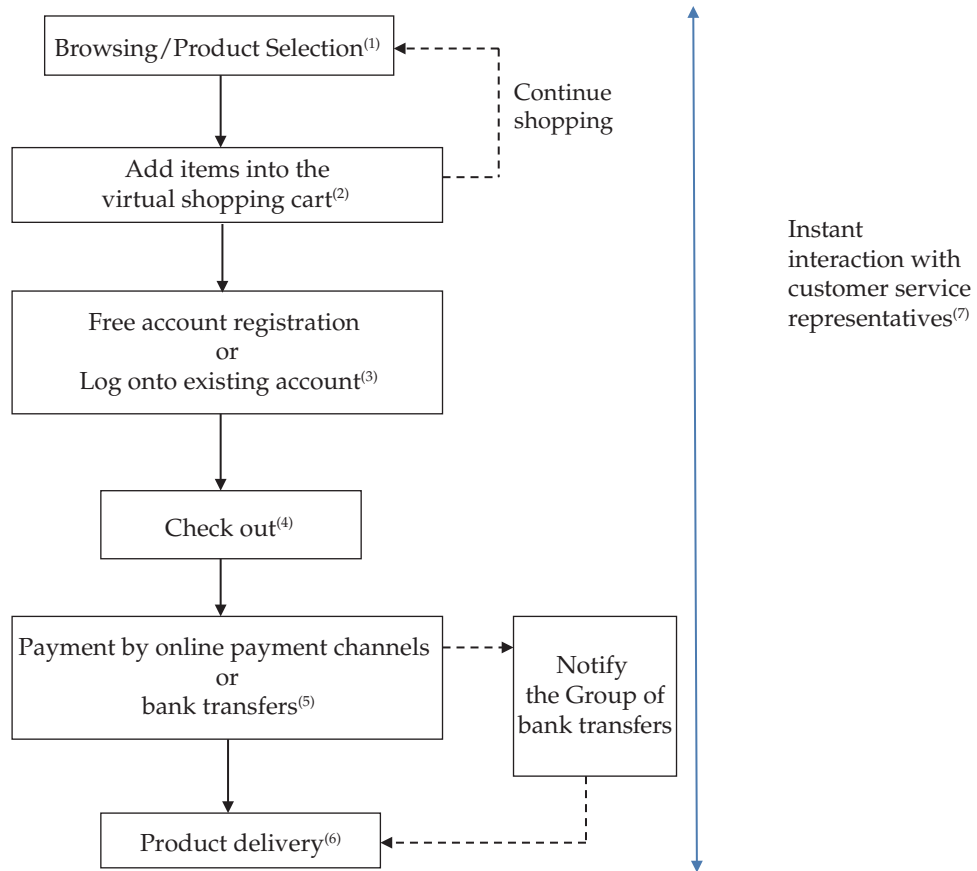 Browsing/Product Selection(1)
Continue
shopping
Add items into the
virtual shopping cart(2)
Instant
interaction with
customer service
representatives(7)
Free account registration
or
Log onto existing account(3)
Check out(4)
Payment by online payment channels
or
bank transfers(5)
Notify
the Group of
bank transfers
Product delivery(6)